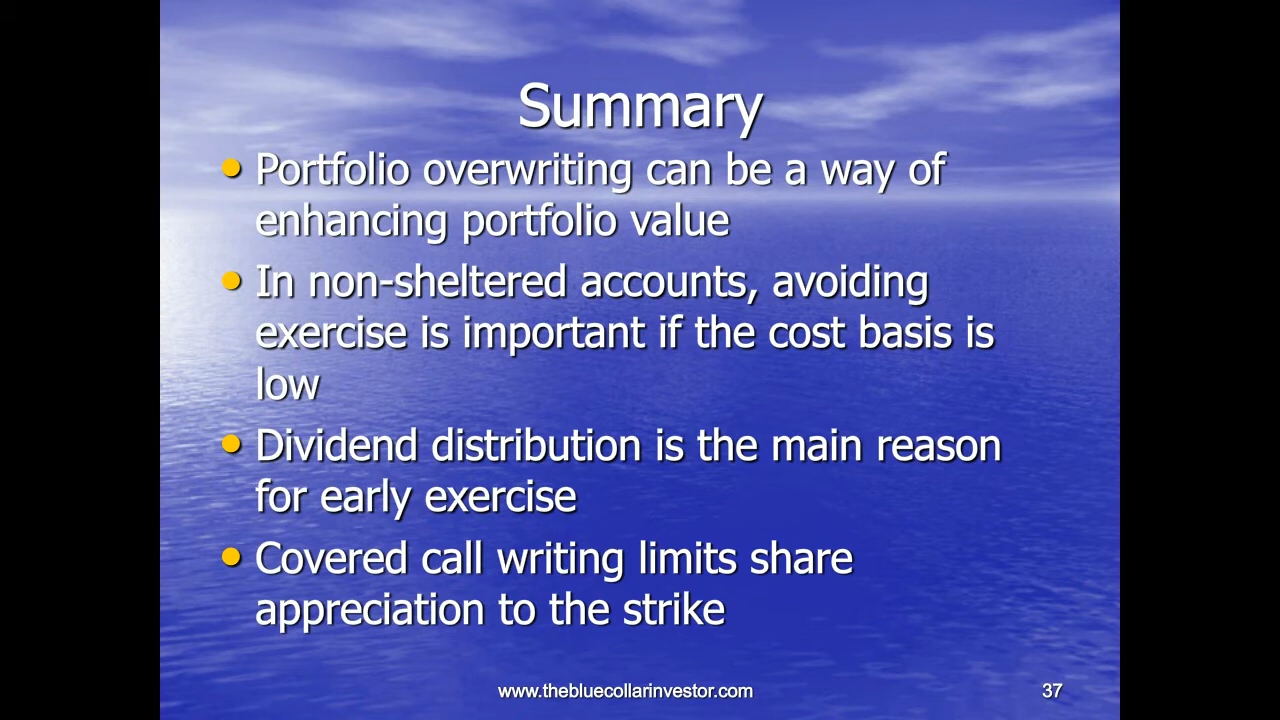 Summary
• Portfolio overwriting can be a way of
enhancing portfolio value
• In non-sheltered accounts, avoiding
exercise is important if the cost basis is
low
• Dividend distribution is the main reason
for early exercise
• Covered call writing limits share
appreciation to the strike
www.thebluecollarinvestor.com
37